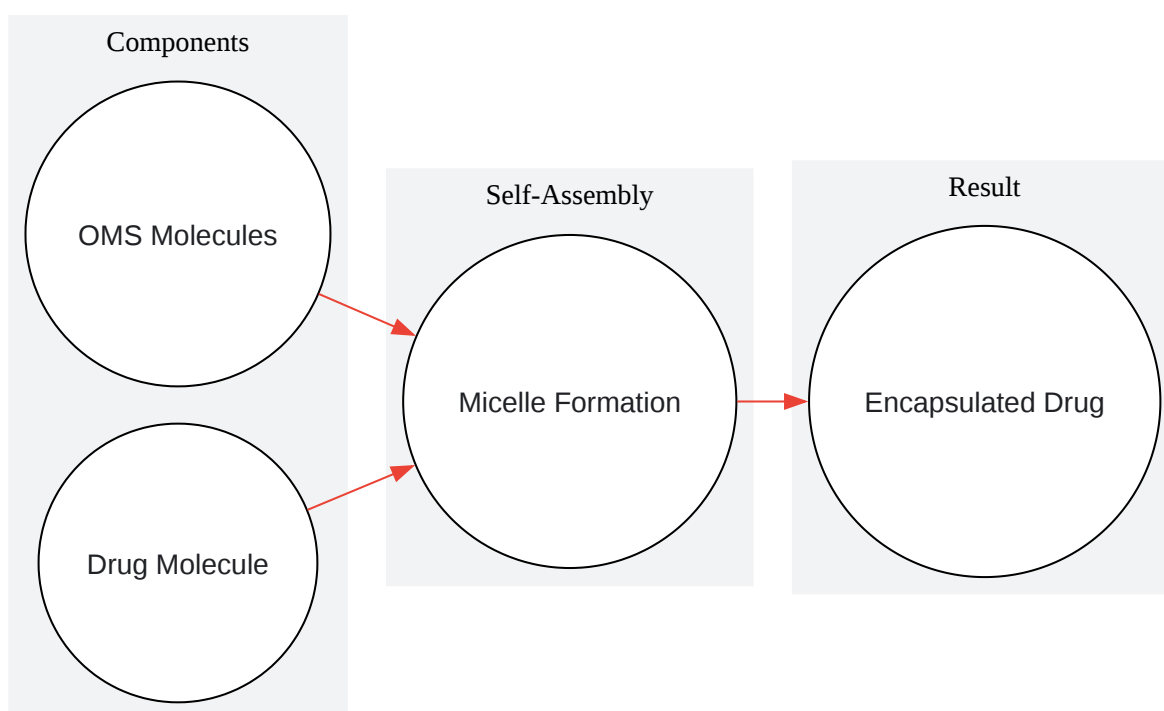 Components
OMS Molecules
Drug Molecule
Self-Assembly
Micelle Formation
Result
Encapsulated Drug